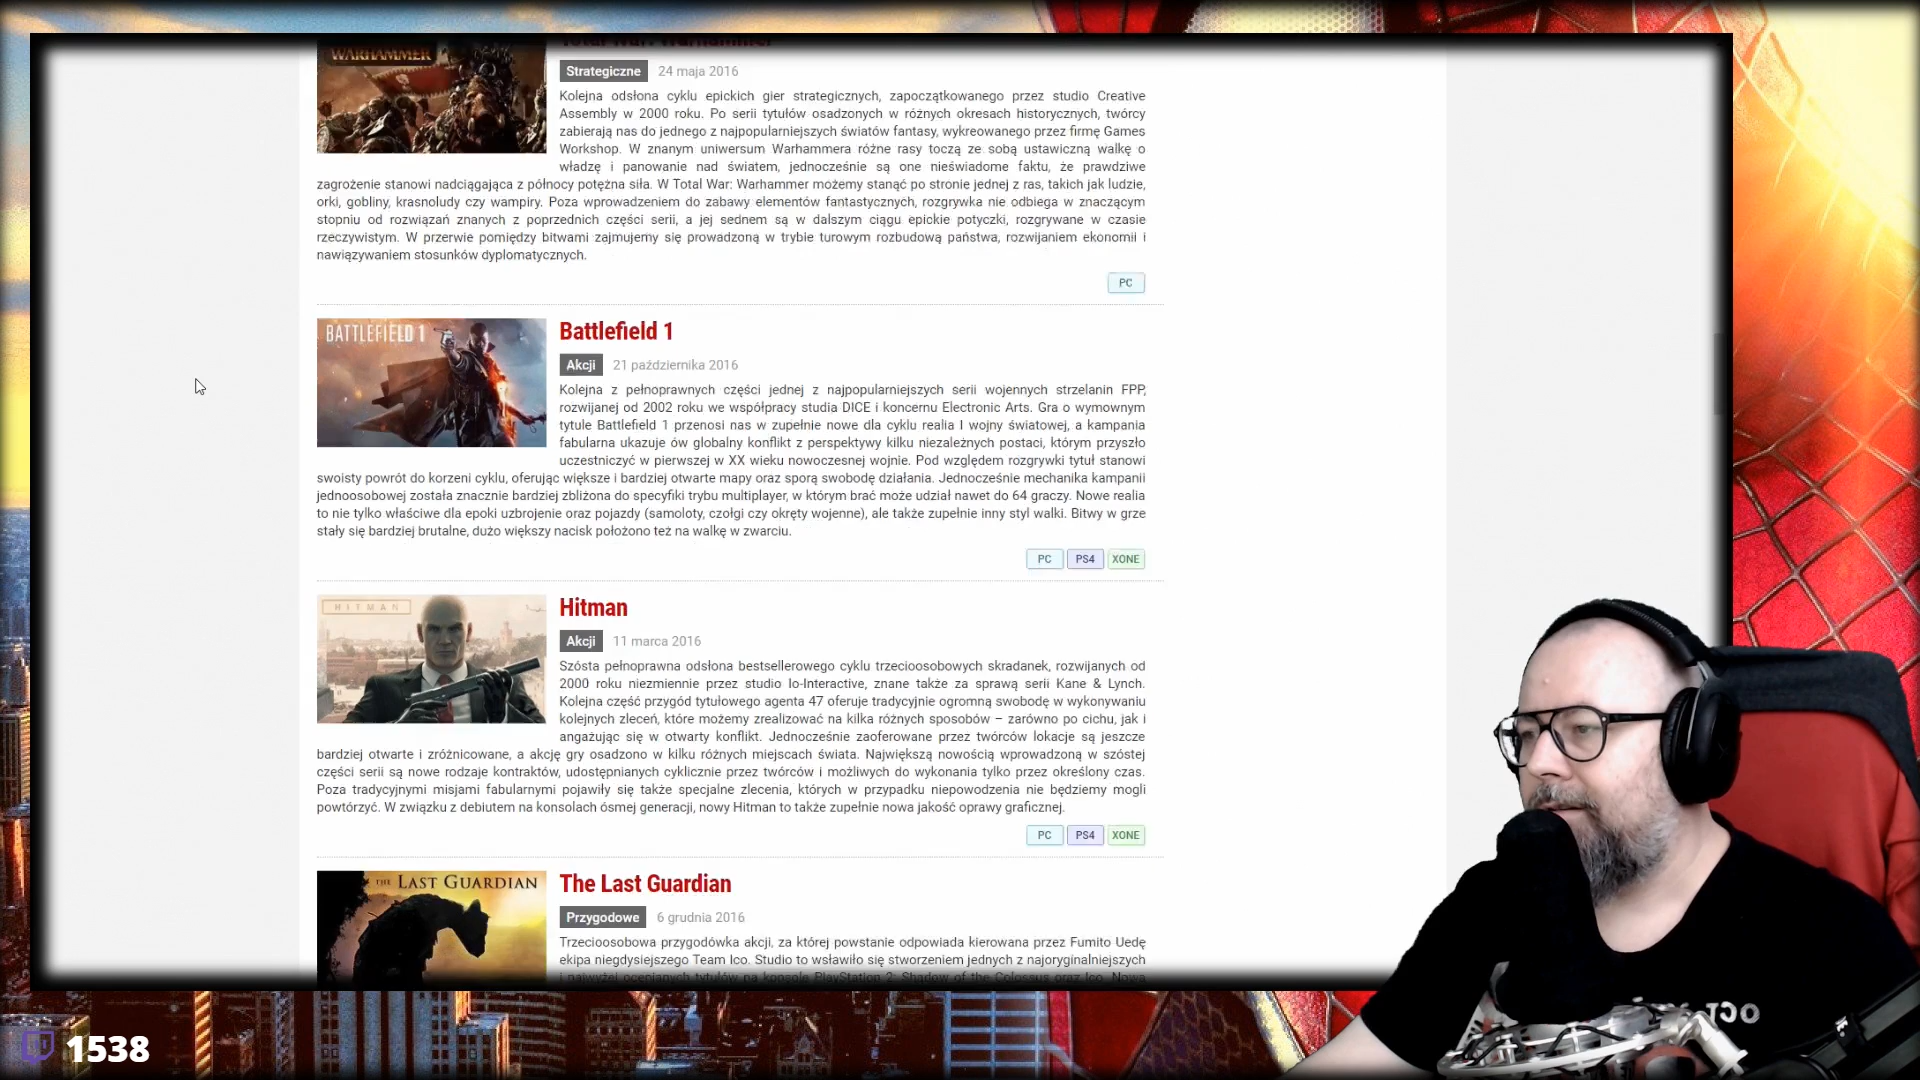 WARHAMMER
Total War: Warhammer
Strategiczne 24 maja 2016
Kolejna odsłona cyklu epickich gier strategicznych, zapoczątkowanego przez studio Creative
Assembly w 2000 roku. Po serii tytułów osadzonych w różnych okresach historycznych, twórcy
zabierają nas do jednego z najpopularniejszych światów fantasy, wykreowanego przez firmę Games
Workshop. W znanym uniwersum Warhammera różne rasy toczą ze sobą ustawiczną walkę o
władzę i panowanie nad światem, jednocześnie są one nieświadome faktu, że prawdziwe
zagrożenie stanowi nadciągająca z północy potężna siła. W Total War: Warhammer możemy stanąć po stronie jednej z ras, takich jak ludzie,
orki, gobliny, krasnoludy czy wampiry. Poza wprowadzeniem do zabawy elementów fantastycznych, rozgrywka nie odbiega w znaczącym
stopniu od rozwiązań znanych z poprzednich części serii, a jej sednem są w dalszym ciągu epickie potyczki, rozgrywane w czasie
rzeczywistym. W przerwie pomiędzy bitwami zajmujemy się prowadzoną w trybie turowym rozbudową państwa, rozwijaniem ekonomii i
nawiązywaniem stosunków dyplomatycznych.
PC
BATTLEFIELD 1
Battlefield 1
Akcji 21 października 2016
Kolejna z pełnoprawnych części jednej z najpopularniejszych serii wojennych strzelanin FPP,
rozwijanej od 2002 roku we współpracy studia DICE i koncernu Electronic Arts. Gra o wymownym
tytule Battlefield 1 przenosi nas w zupełnie nowe dla cyklu realia I wojny światowej, a kampania
fabularna ukazuje ów globalny konflikt z perspektywy kilku niezależnych postaci, którym przyszło
uczestniczyć w pierwszej w XX wieku nowoczesnej wojnie. Pod względem rozgrywki tytuł stanowi
swoisty powrót do korzeni cyklu, oferując większe i bardziej otwarte mapy oraz sporą swobodę działania. Jednocześnie mechanika kampanii
jednoosobowej została znacznie bardziej zbliżona do specyfiki trybu multiplayer, w którym brać może udział nawet do 64 graczy. Nowe realia
to nie tylko właściwe dla epoki uzbrojenie oraz pojazdy (samoloty, czołgi czy okręty wojenne), ale także zupełnie inny styl walki. Bitwy w grze
stały się bardziej brutalne, dużo większy nacisk położono też na walkę w zwarciu.
PC PS4 XONE
HITMAN
Hitman
Akcji 11 marca 2016
Szósta pełnoprawna odsłona bestsellerowego cyklu trzecioosobowych skradanek, rozwijanych od
2000 roku niezmiennie przez studio Io-Interactive, znane także za sprawą serii Kane & Lynch.
Kolejna część przygód tytułowego agenta 47 oferuje tradycyjnie ogromną swobodę w wykonywaniu
kolejnych zleceń, które możemy zrealizować na kilka różnych sposobów – zarówno po cichu, jak i
angażując się w otwarty konflikt. Jednocześnie zaoferowane przez twórców lokacje są jeszcze
bardziej otwarte i zróżnicowane, a akcję gry osadzono w kilku różnych miejscach świata. Największą nowością wprowadzoną w szóstej
części serii są nowe rodzaje kontraktów, udostępnianych cyklicznie przez twórców i możliwych do wykonania tylko przez określony czas.
Poza tradycyjnymi misjami fabularnymi pojawiły się także specjalne zlecenia, których w przypadku niepowodzenia nie będziemy mogli
powtórzyć. W związku z debiutem na konsolach ósmej generacji, nowy Hitman to także zupełnie nowa jakość oprawy graficznej.
PC PS4 XONE
THE LAST GUARDIAN
The Last Guardian
Przygodowe 6 grudnia 2016
Trzecioosobowa przygodówka akcji, za której powstanie odpowiada kierowana przez Fumito Uedę
ekipa niegdysiejszego Team Ico. Studio to wsławiło się stworzeniem jednych z najoryginalniejszych
i najwyżej ocenianych tytułów na konsole PlayStation 2: Shadow of the Colossus oraz Ico. Nowa
1538